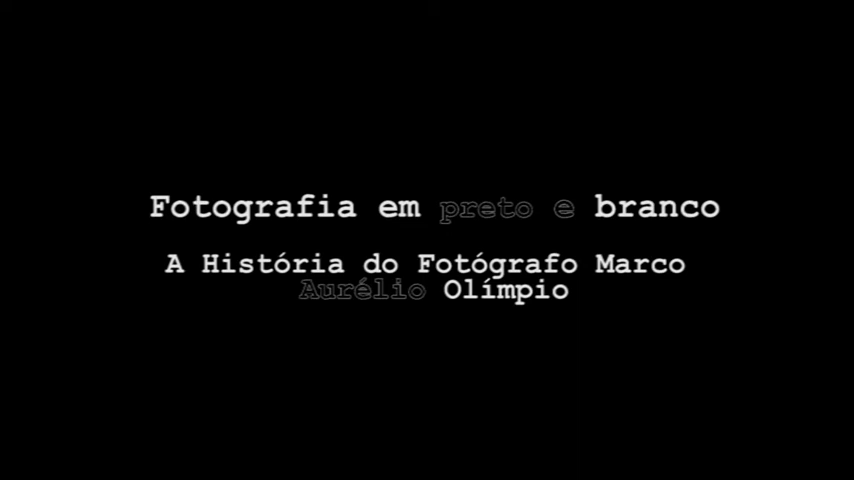 Fotografia em preto e branco
A História do Fotógrafo Marco
Aurélio Olímpio